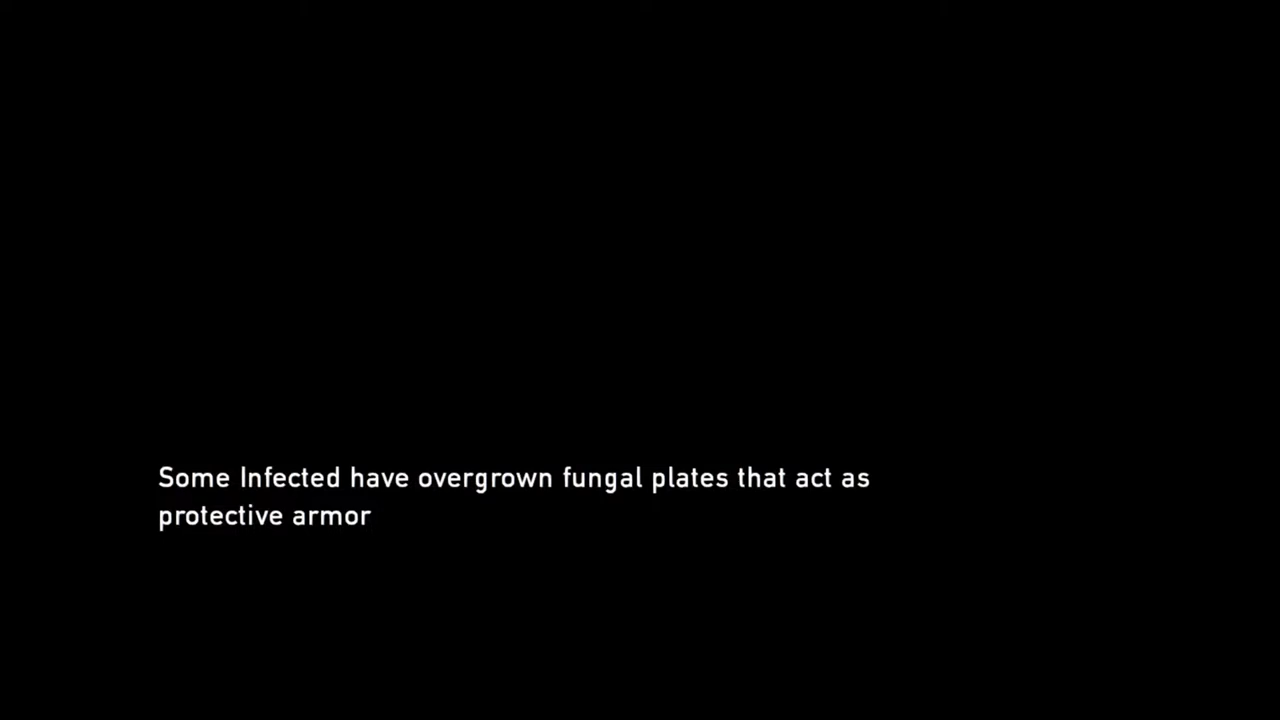 Some Infected have overgrown fungal plates that act as
protective armor